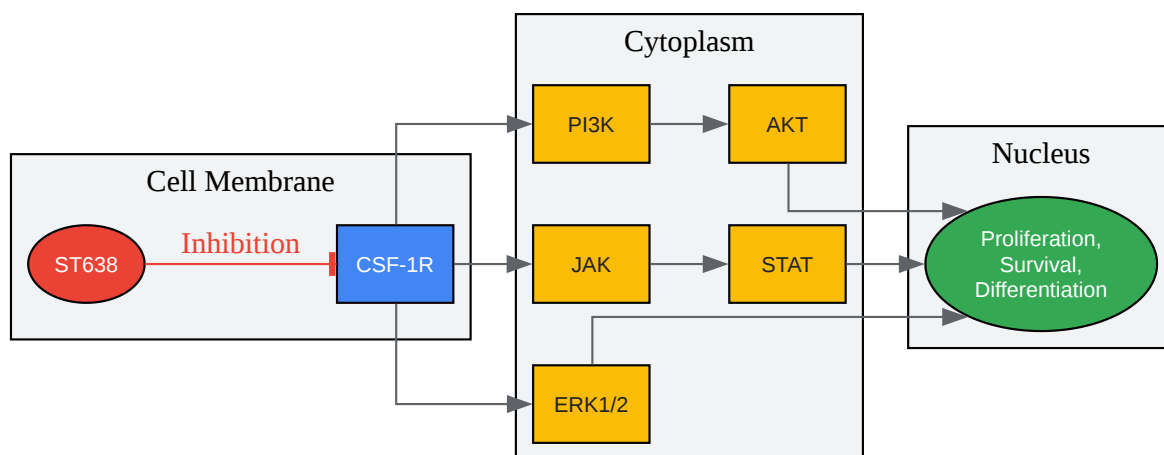 Cytoplasm
PI3K
AKT
Nucleus
Cell Membrane
Inhibition
ST638
CSF-1R
JAK
STAT
Proliferation,
Survival,
Differentiation
ERK1/2